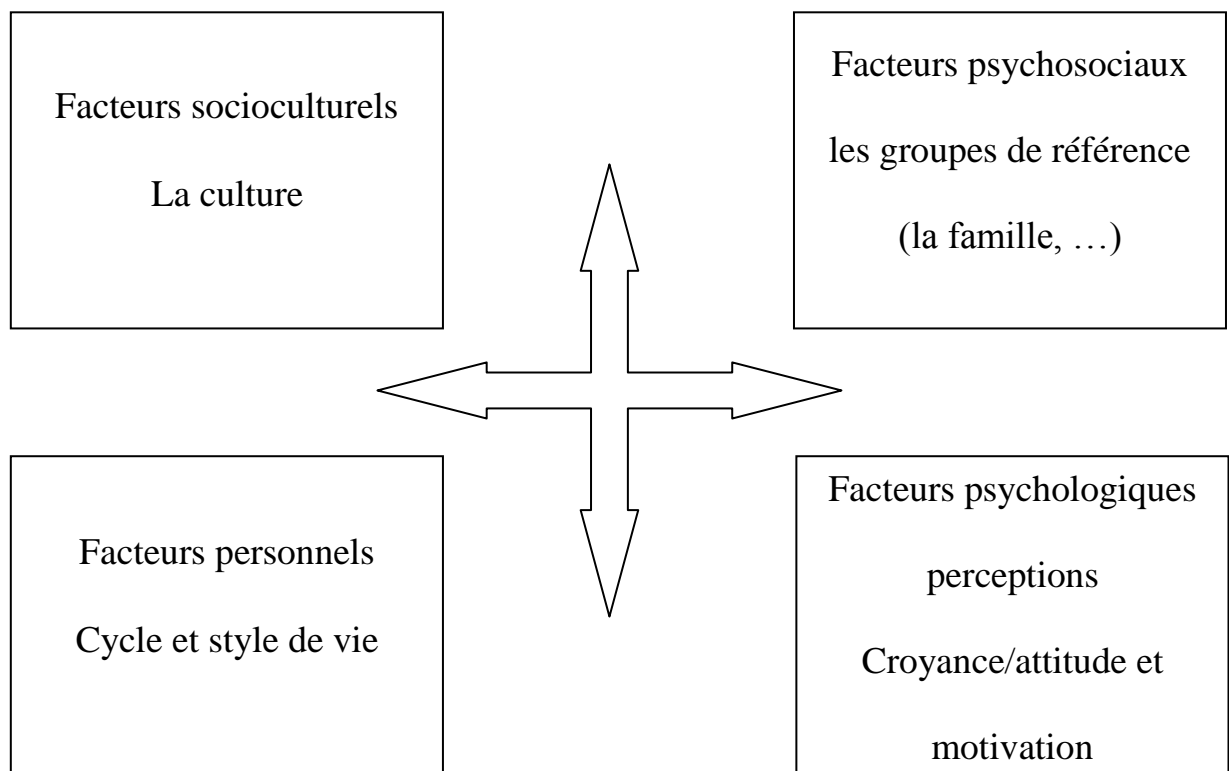 Facteurs socioculturels
La culture
Facteurs psychosociaux
les groupes de référence
(la famille, …)
Facteurs personnels
Cycle et style de vie
Facteurs psychologiques
perceptions
Croyance/attitude et
motivation